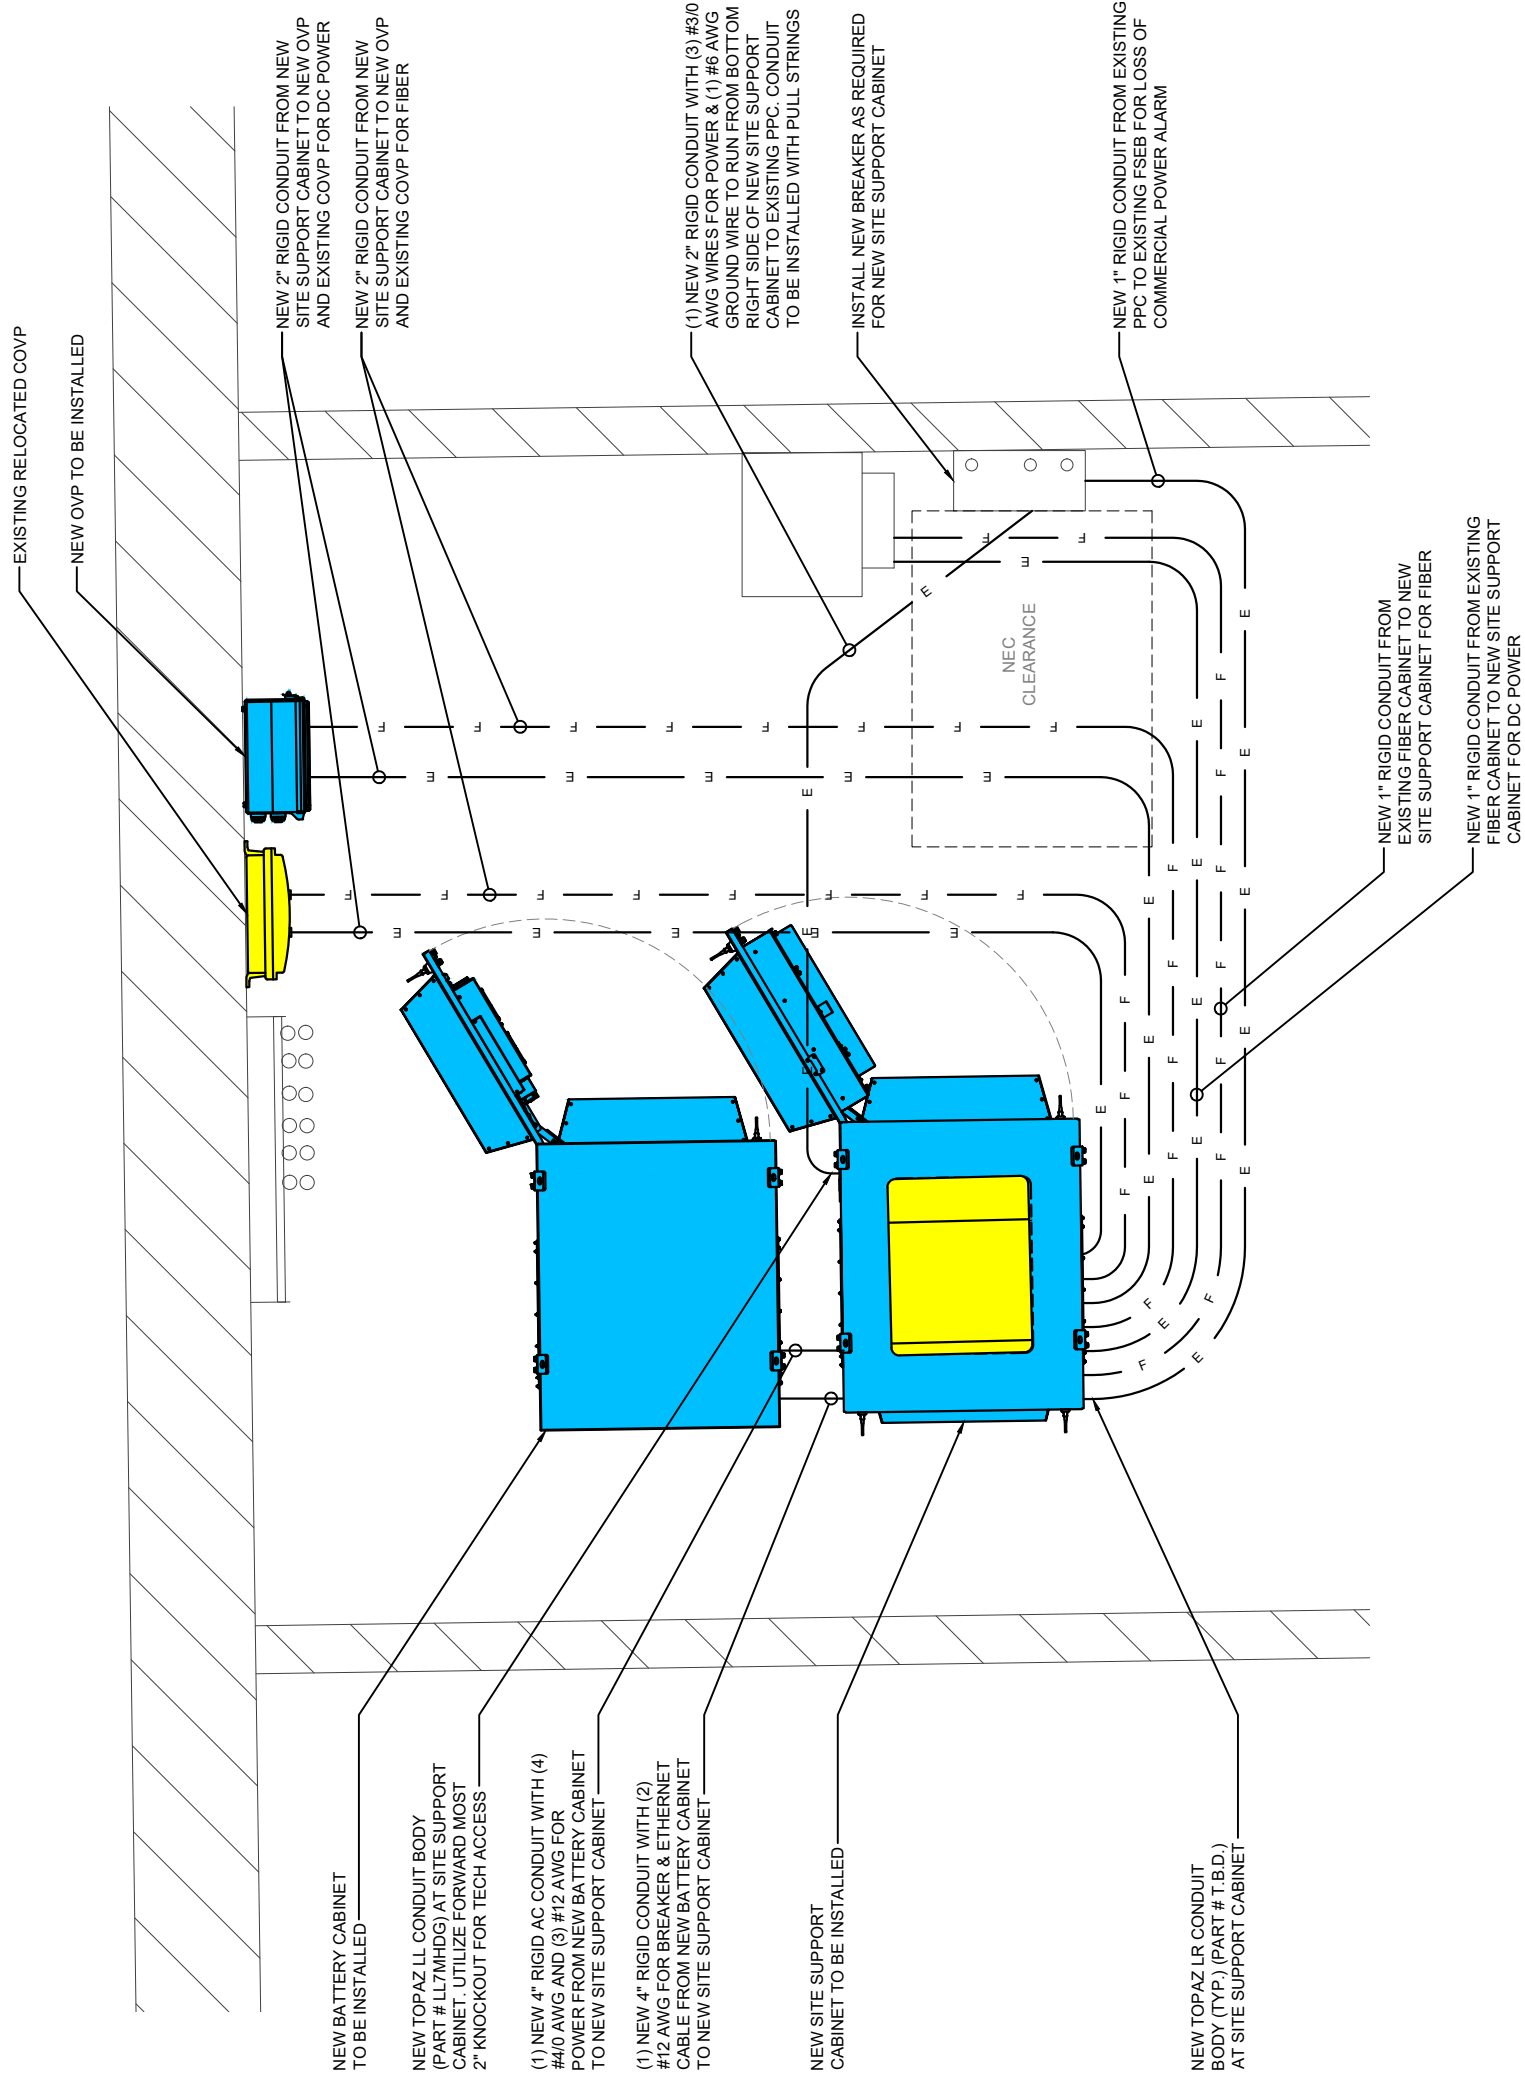 EXISTING RELOCATED COVP
NEW OVP TO BE INSTALLED
NEW 2" RIGID CONDUIT FROM NEW
SITE SUPPORT CABINET TO NEW OVP
AND EXISTING COVP FOR DC POWER
NEW 2" RIGID CONDUIT FROM NEW
SITE SUPPORT CABINET TO NEW OVP
AND EXISTING COVP FOR FIBER
NEW BATTERY CABINET
TO BE INSTALLED
NEW TOPAZ LL CONDUIT BODY
(PART # LL7MHDG) AT SITE SUPPORT
CABINET. UTILIZE FORWARD MOST
2" KNOCKOUT FOR TECH ACCESS
(1) NEW 4" RIGID AC CONDUIT WITH (4)
#4/0 AWG AND (3) #12 AWG FOR
POWER FROM NEW BATTERY CABINET
TO NEW SITE SUPPORT CABINET
(1) NEW 4" RIGID CONDUIT WITH (2)
#12 AWG FOR BREAKER & ETHERNET
CABLE FROM NEW BATTERY CABINET
TO NEW SITE SUPPORT CABINET
(1) NEW 2" RIGID CONDUIT WITH (3) #3/0
AWG WIRES FOR POWER & (1) #6 AWG
GROUND WIRE TO RUN FROM BOTTOM
RIGHT SIDE OF NEW SITE SUPPORT
CABINET TO EXISTING PPC. CONDUIT
TO BE INSTALLED WITH PULL STRINGS
NEW SITE SUPPORT
CABINET TO BE INSTALLED
INSTALL NEW BREAKER AS REQUIRED
FOR NEW SITE SUPPORT CABINET
NEC
CLEARANCE
NEW 1" RIGID CONDUIT FROM EXISTING
PPC TO EXISTING FSEB FOR LOSS OF
COMMERCIAL POWER ALARM
NEW TOPAZ LR CONDUIT
BODY (TYP.) (PART # T.B.D.)
AT SITE SUPPORT CABINET
NEW 1" RIGID CONDUIT FROM
EXISTING FIBER CABINET TO NEW
SITE SUPPORT CABINET FOR FIBER
NEW 1" RIGID CONDUIT FROM EXISTING
FIBER CABINET TO NEW SITE SUPPORT
CABINET FOR DC POWER